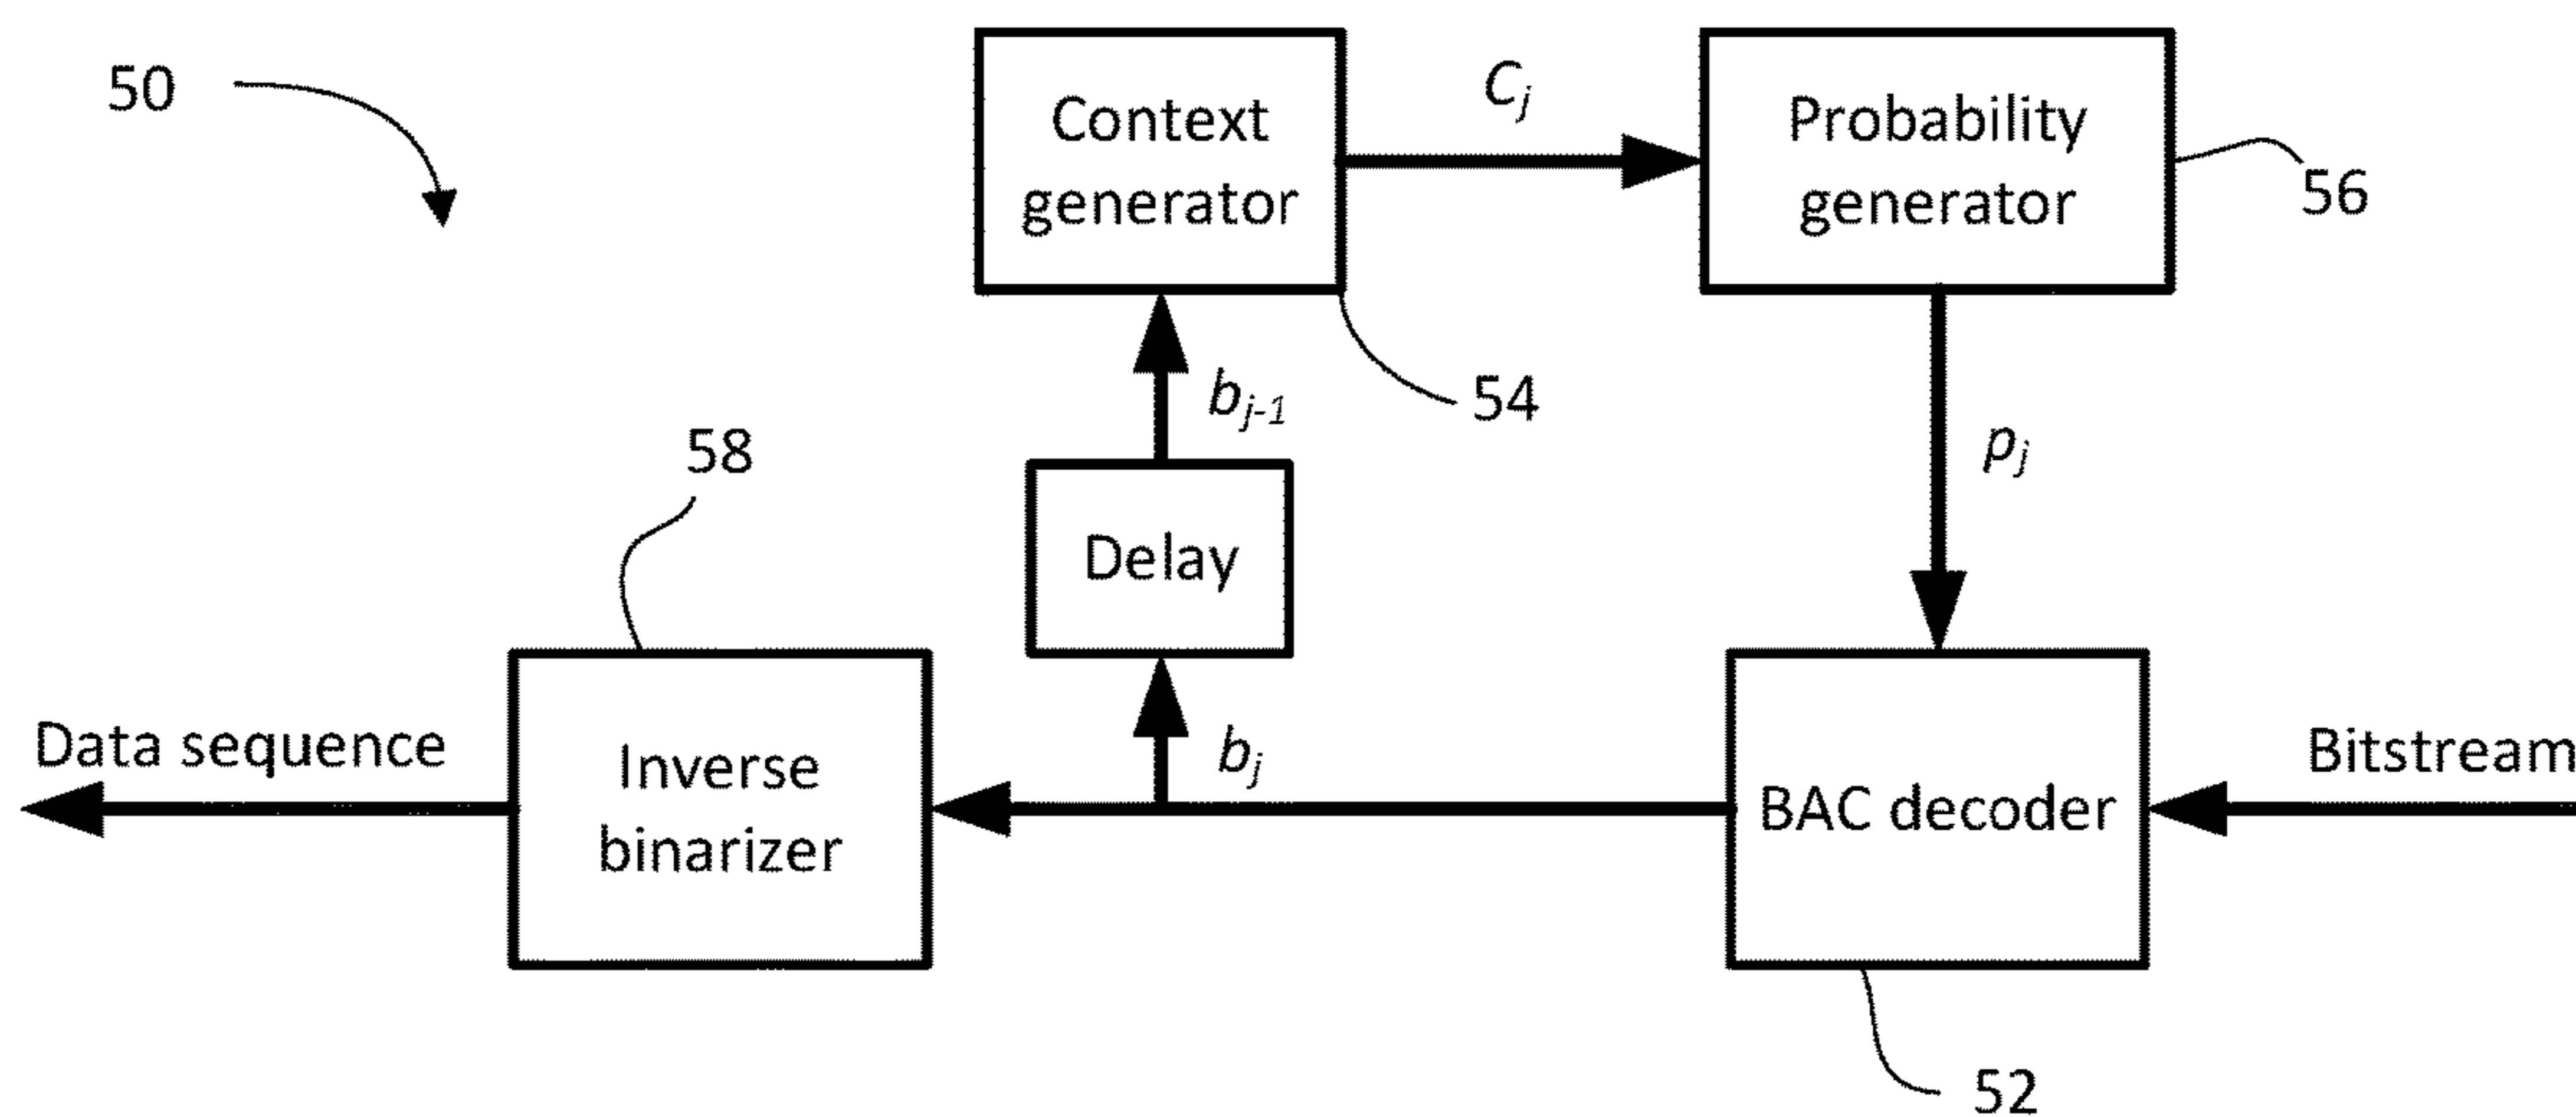 50
Context
generator
C_j
Probability
generator
56
b_{j-1}
54
p_j
58
Delay
Data sequence
Inverse
binarizer
b_j
BAC decoder
Bitstream
52